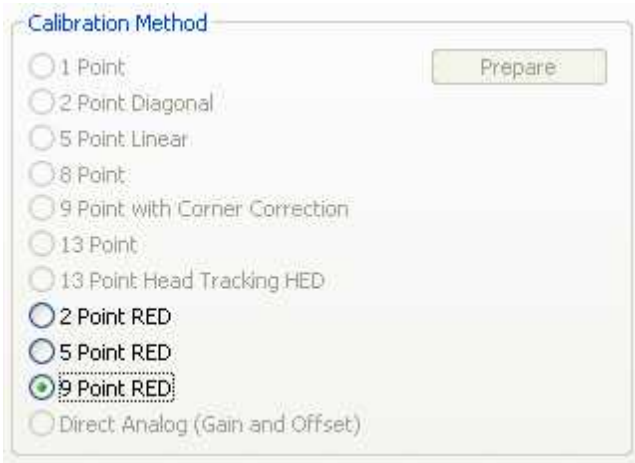 Calibration Method
1 Point
Prepare
2 Point Diagonal
5 Point Linear
8 Point
9 Point with Corner Correction
13 Point
13 Point Head Tracking HED
2 Point RED
5 Point RED
9 Point RED
Direct Analog (Gain and Offset)